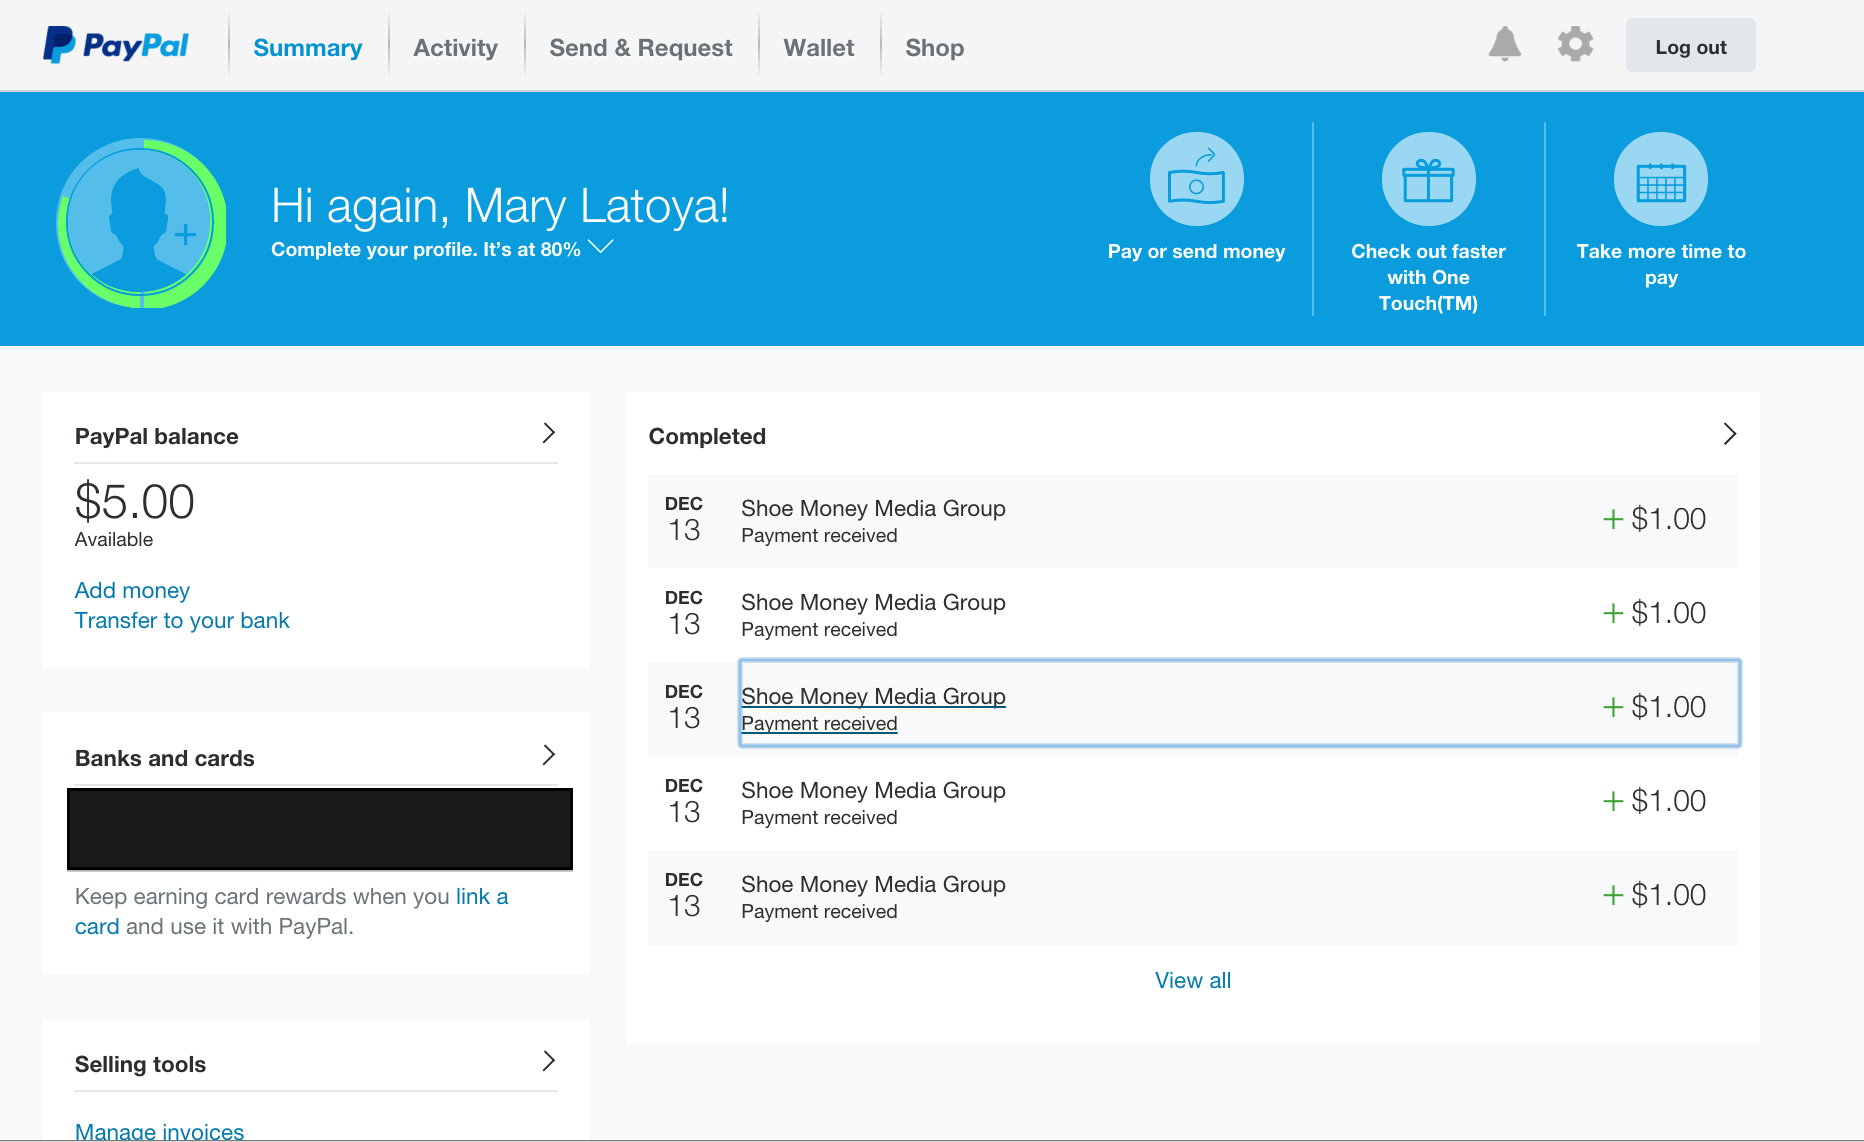 PayPal
Summary
Activity
Send & Request
Wallet
Shop
Log out
Hi again, Mary Latoya!
Complete your profile. It's at 80%
Pay or send money
Check out faster
with One
Touch(TM)
Take more time to
pay
PayPal balance
$5.00
Available
Add money
Transfer to your bank
Banks and cards
Keep earning card rewards when you link a
card and use it with PayPal.
Selling tools
Manage invoices
Completed
DEC
13
Shoe Money Media Group
Payment received
+ $1.00
DEC
13
Shoe Money Media Group
Payment received
+ $1.00
DEC
13
Shoe Money Media Group
Payment received
+ $1.00
DEC
13
Shoe Money Media Group
Payment received
+ $1.00
DEC
13
Shoe Money Media Group
Payment received
+ $1.00
View all